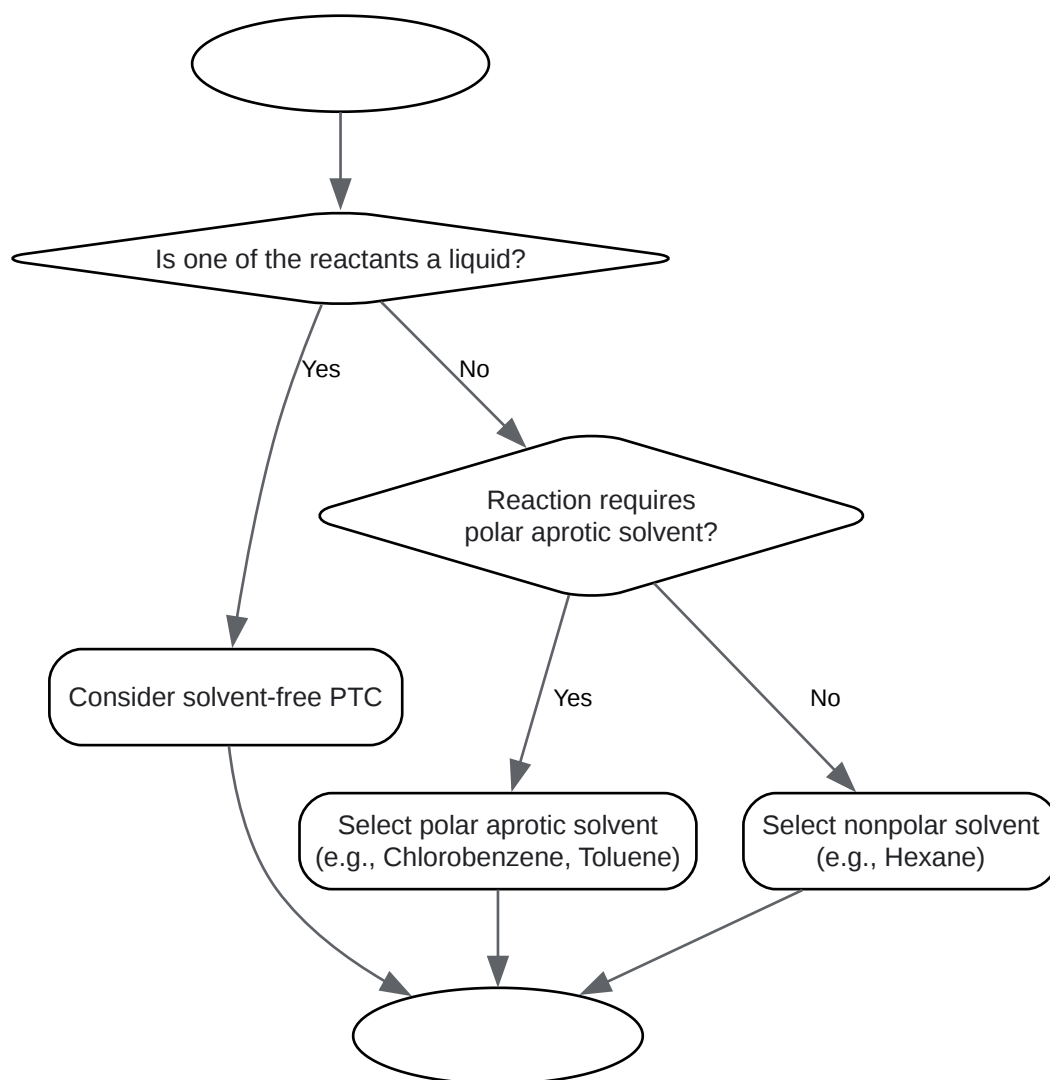 Is one of the reactants a liquid?
Yes
No
Reaction requires
polar aprotic solvent?
Consider solvent-free PTC
Yes
No
Select polar aprotic solvent
(e.g., Chlorobenzene, Toluene)
Select nonpolar solvent
(e.g., Hexane)